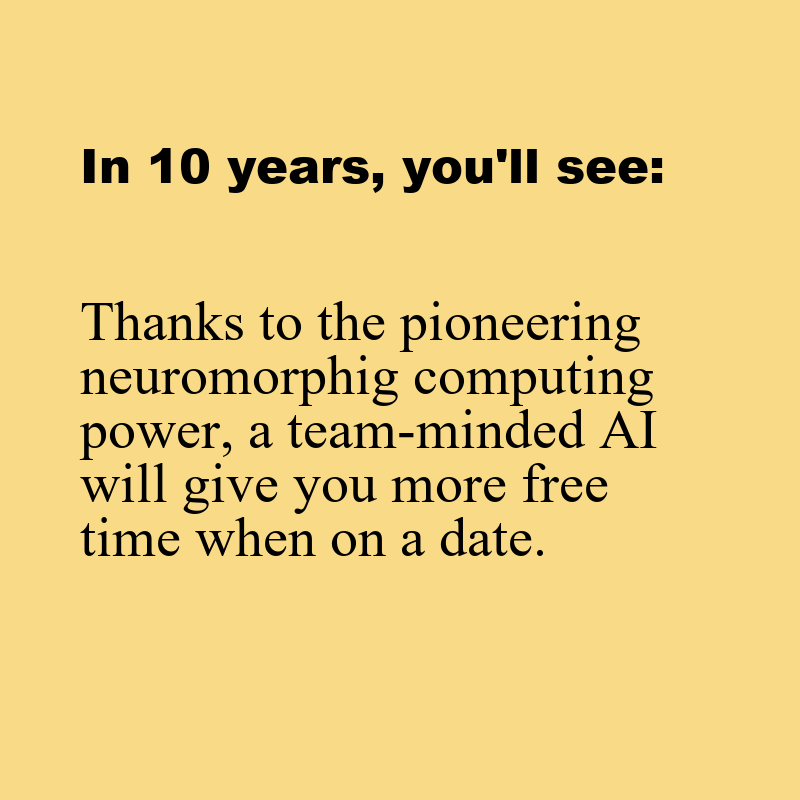 In 10 years, you'll see:
Thanks to the pioneering
neuromorphig computing
power, a team-minded AI
will give you more free
time when on a date.